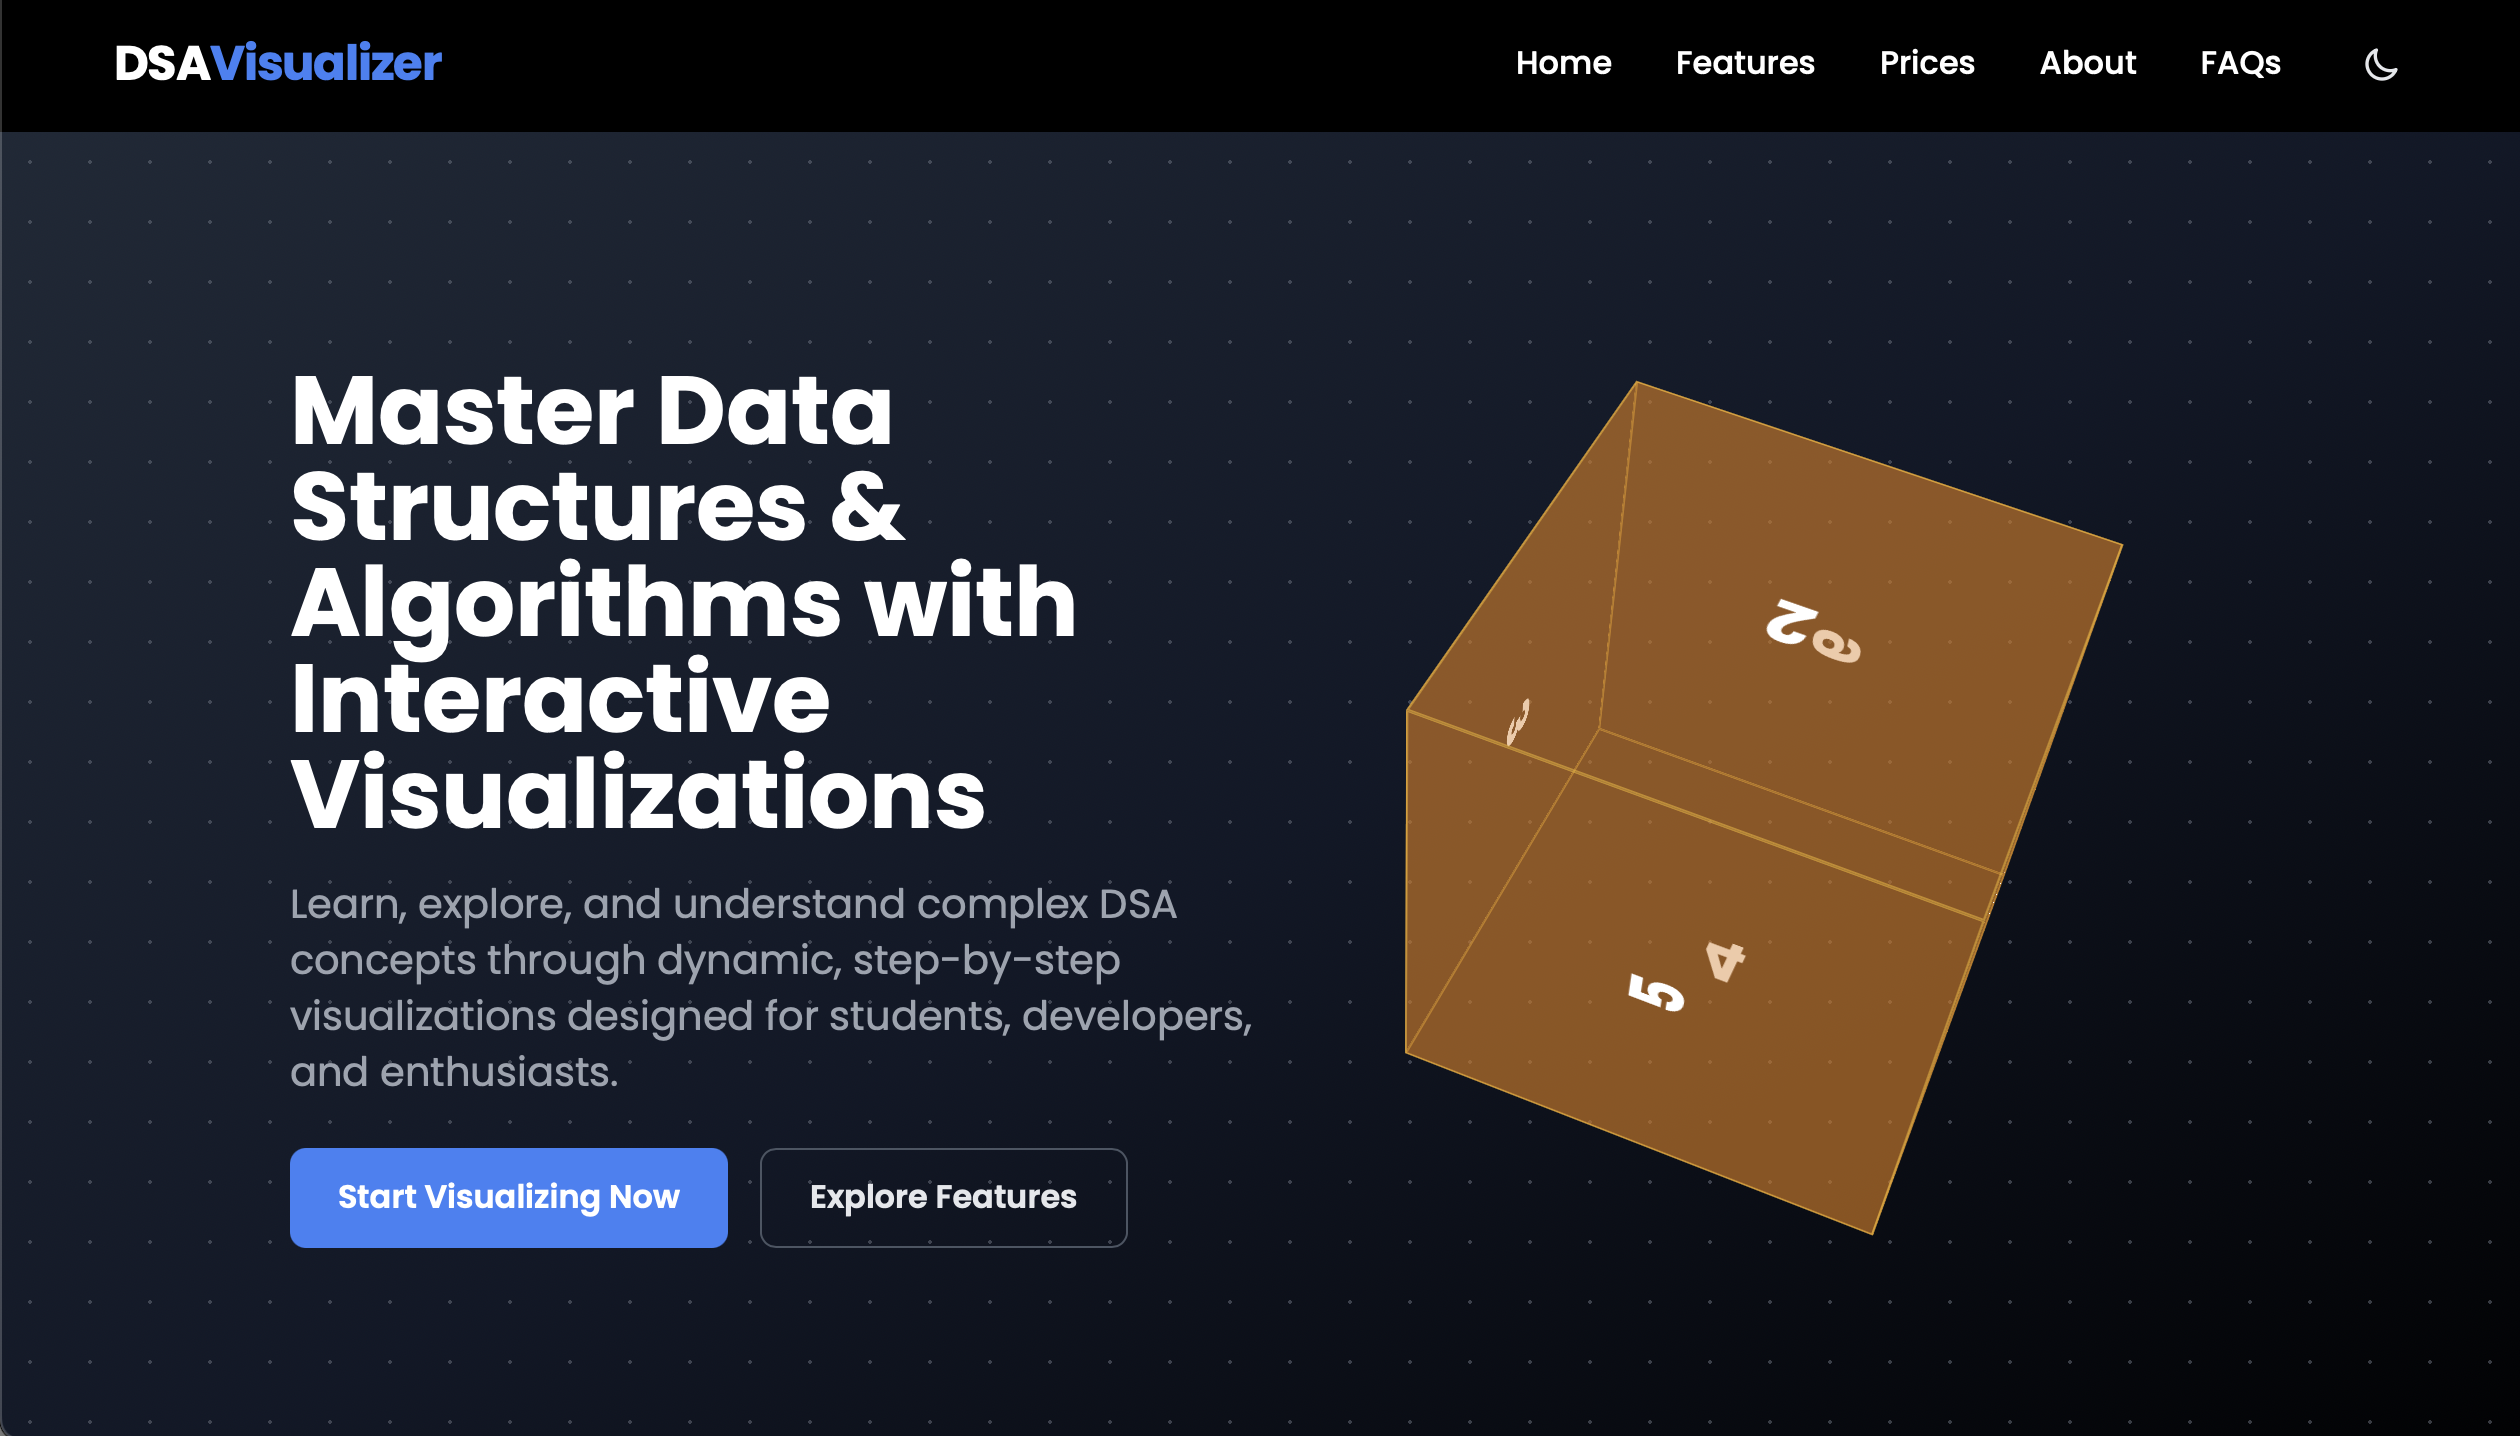 DSAVisualizer
Home Features Prices About FAQs
Master Data
Structures &
Algorithms with
Interactive
Visualizations
Learn, explore, and understand complex DSA
concepts through dynamic, step-by-step
visualizations designed for students, developers,
and enthusiasts.
Start Visualizing Now
Explore Features
2
5
4